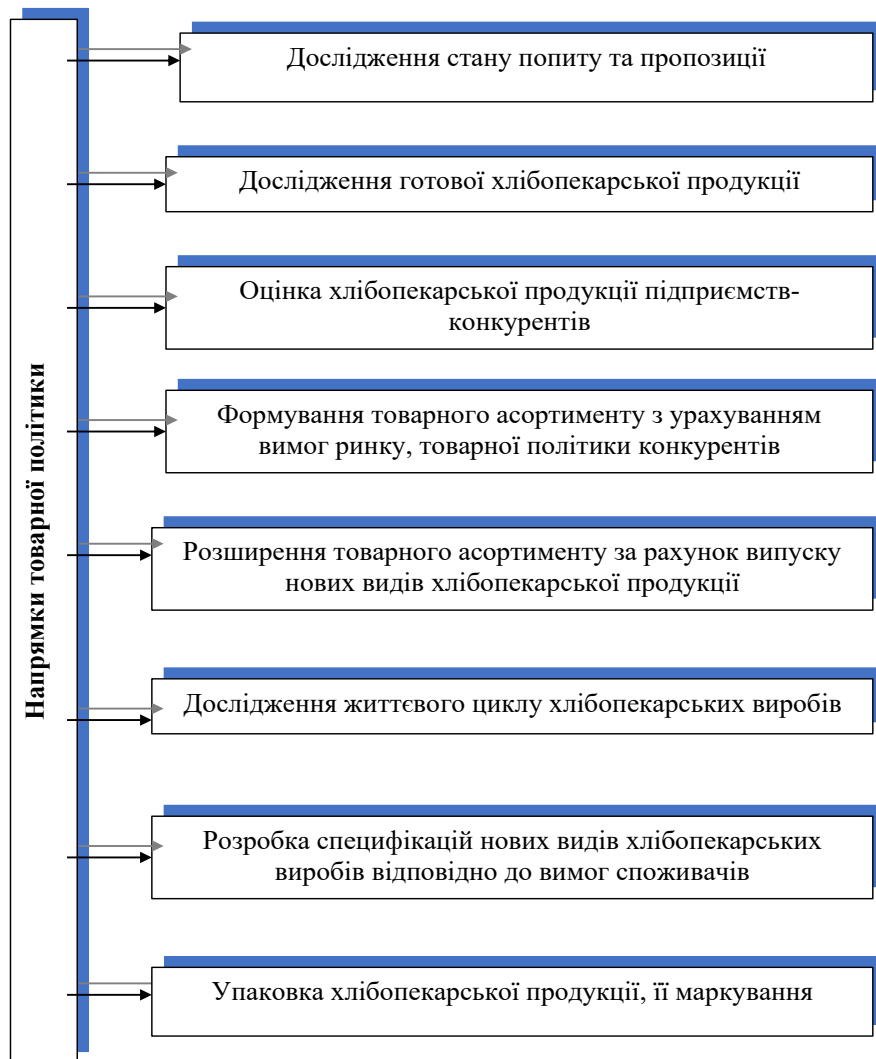 Напрямки товарної політики
Дослідження стану попиту та пропозиції
Дослідження готової хлібопекарської продукції
Оцінка хлібопекарської продукції підприємств-
конкурентів
Формування товарного асортименту з урахуванням
вимог ринку, товарної політики конкурентів
Розширення товарного асортименту за рахунок випуску
нових видів хлібопекарської продукції
Дослідження життєвого циклу хлібопекарських виробів
Розробка специфікацій нових видів хлібопекарських
виробів відповідно до вимог споживачів
Упаковка хлібопекарської продукції, її маркування